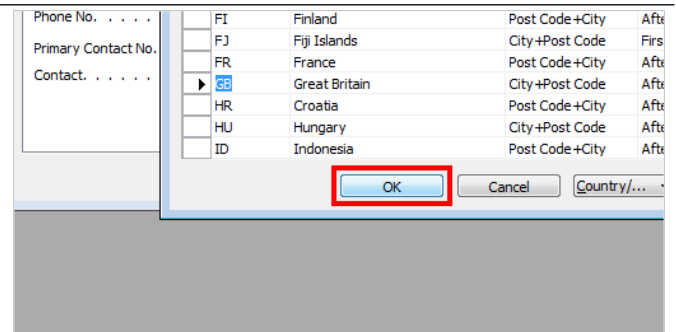 Phone No. . . . . .
Primary Contact No.
Contact. . . . . .
FI Finland Post Code+City Afte
FJ Fiji Islands City+Post Code Firs
FR France Post Code+City Afte
GB Great Britain City+Post Code Afte
HR Croatia Post Code+City Afte
HU Hungary City+Post Code Afte
ID Indonesia Post Code+City Afte
OK Cancel Country/...